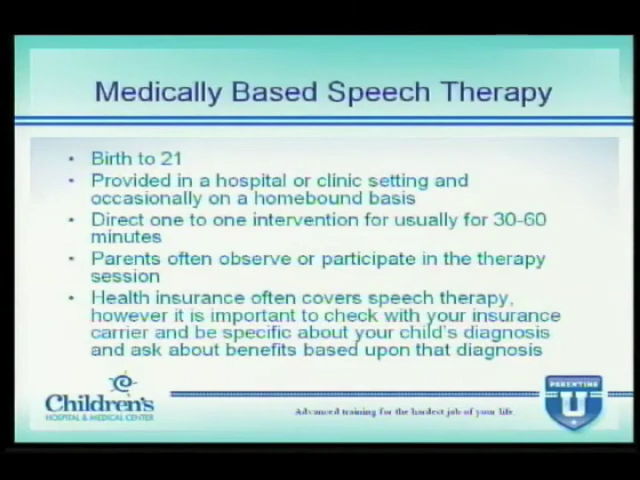 Medically Based Speech Therapy
• Birth to 21
• Provided in a hospital or clinic setting and
occasionally on a homebound basis
• Direct one to one intervention for usually for 30-60
minutes
• Parents often observe or participate in the therapy
session
• Health insurance often covers speech therapy,
however it is important to check with your insurance
carrier and be specific about your child's diagnosis
and ask about benefits based upon that diagnosis
Children's
HOSPITAL & MEDICAL CENTER
Advanced training for the hardest job of your life.
PARENTING
U